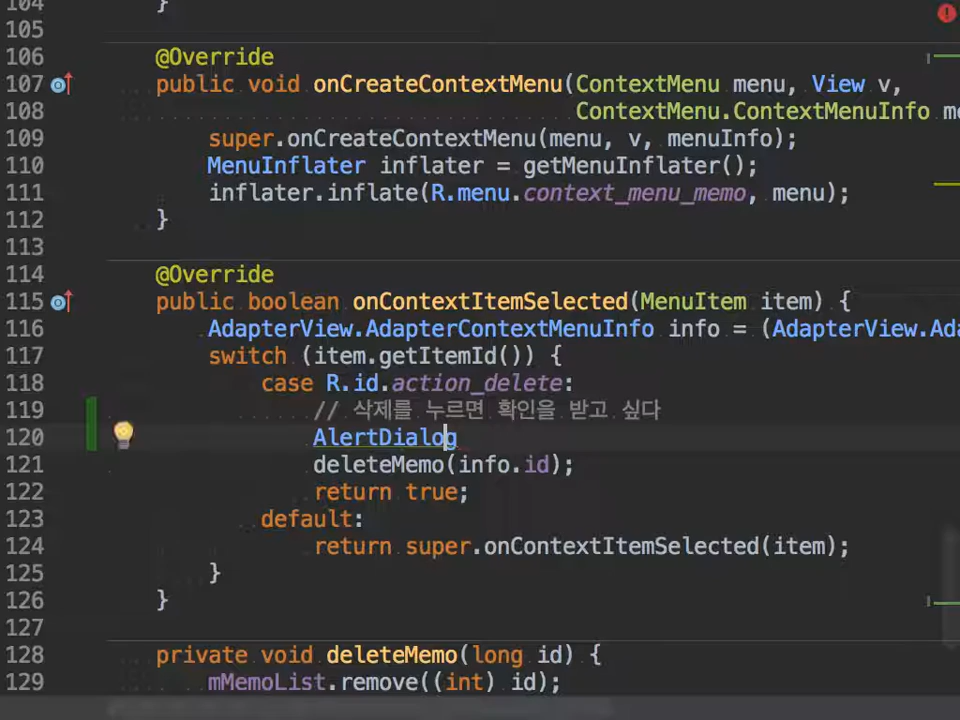 104 }
105
106 @Override
107 public void onCreateContextMenu(ContextMenu menu, View v,
108 ContextMenu.ContextMenuInfo me
109 super.onCreateContextMenu(menu, v, menuInfo);
110 MenuInflater inflater = getMenuInflater();
111 inflater.inflate(R.menu.context_menu_memo, menu);
112 }
113
114 @Override
115 public boolean onContextItemSelected(MenuItem item) {
116 AdapterView.AdapterContextMenuInfo info = (AdapterView.Ada
117 switch (item.getItemId()) {
118 case R.id.action_delete:
119 // 삭제를 누르면 확인을 받고 싶다
120 AlertDialog
121 deleteMemo(info.id);
122 return true;
123 default:
124 return super.onContextItemSelected(item);
125 }
126 }
127
128 private void deleteMemo(long id) {
129 mMemoList.remove((int) id);